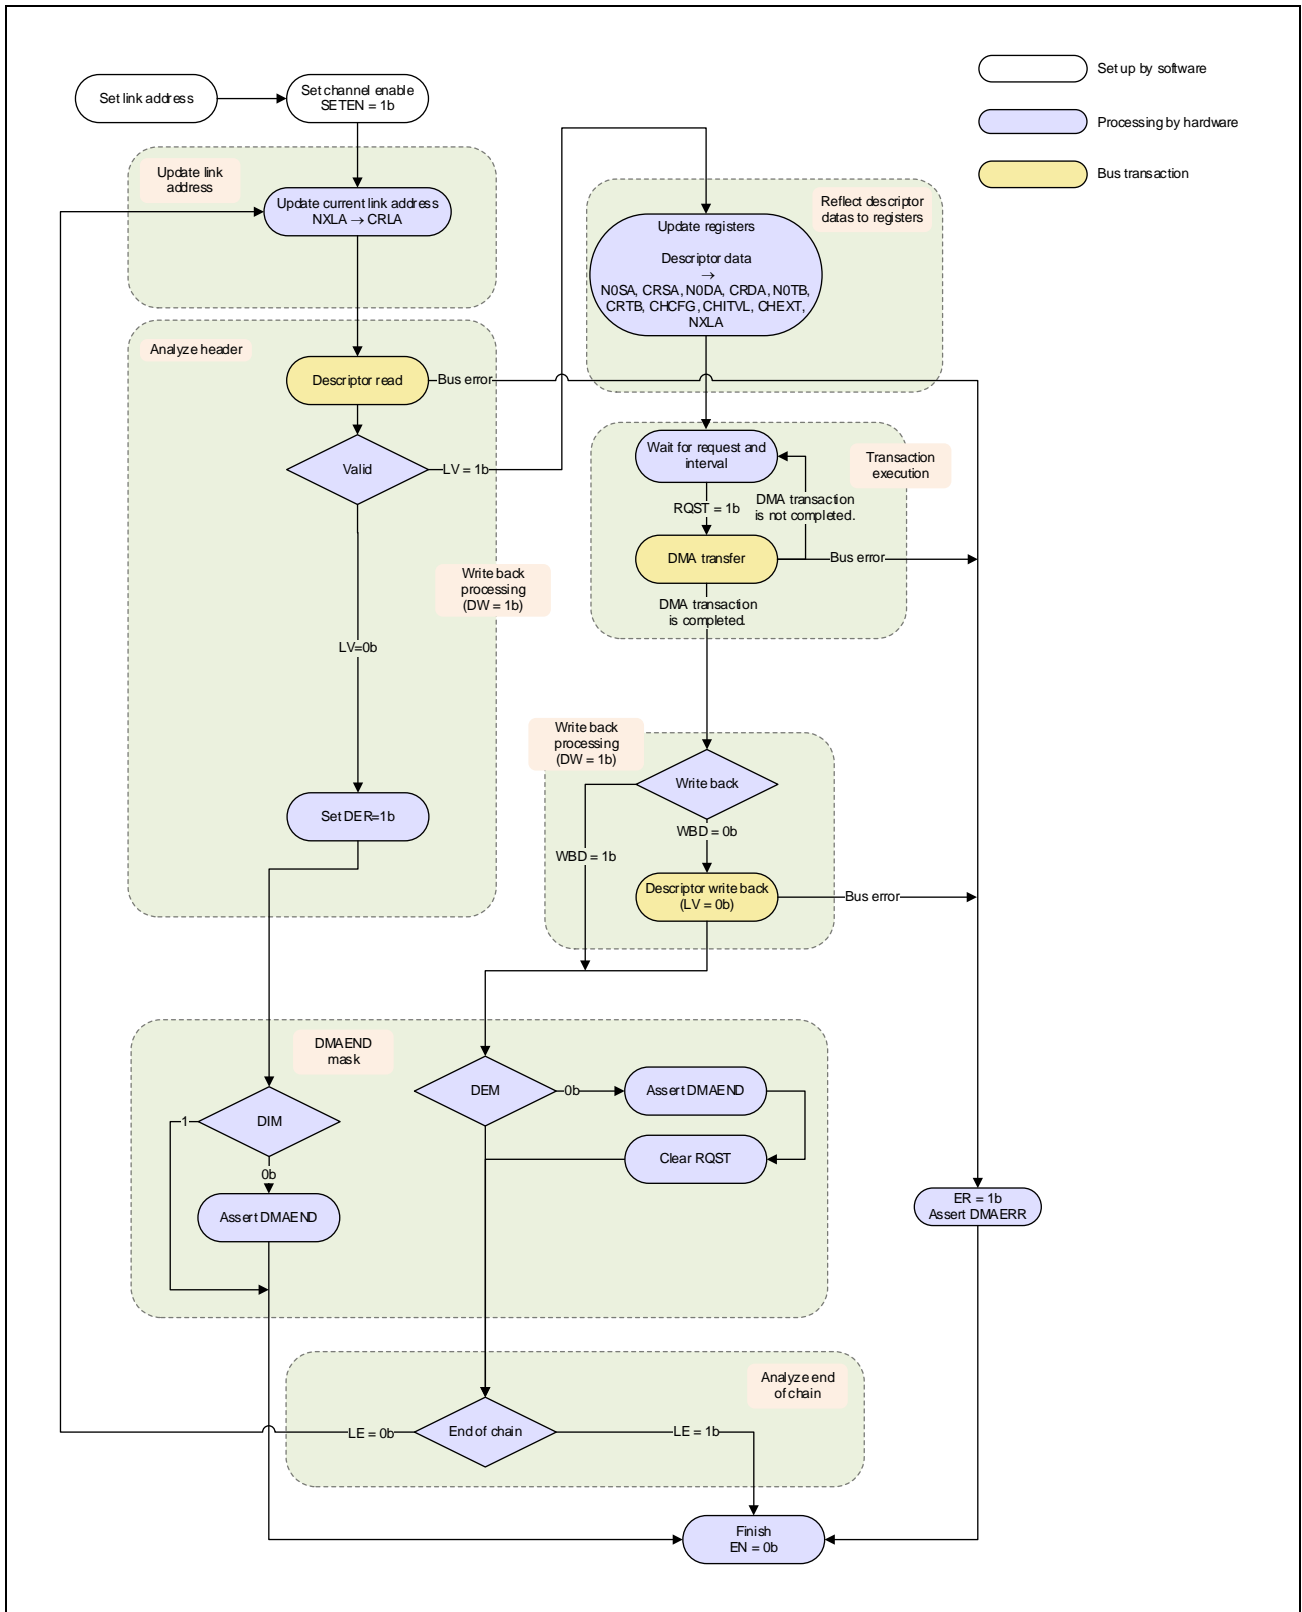 Set up by software
Processing by hardware
Bus transaction
Set link address
Set channel enable
SETEN = 1b
Update link
address
Update current link address
NXLA → CRLA
Reflect descriptor
datas to registers
Update registers
Descriptor data
→
N0SA, CRSA, N0DA, CRDA, N0TB,
CRTB, CHCFG, CHITVL, CHEXT,
NXLA
Analyze header
Descriptor read
Bus error
Valid
LV = 1b
Wait for request and
interval
Transaction
execution
RQST = 1b
DMA transaction
is not completed.
DMA transfer
Bus error
DMA transaction
is completed.
Write back
processing
(DW = 1b)
LV=0b
Set DER=1b
Write back
processing
(DW = 1b)
Write back
WBD = 0b
WBD = 1b
Descriptor write back
(LV = 0b)
Bus error
DMAEND
mask
DEM
0b
Assert DMAEND
Clear RQST
DIM
1
0b
Assert DMAEND
ER = 1b
Assert DMAERR
Analyze end
of chain
End of chain
LE = 0b
LE = 1b
Finish
EN = 0b